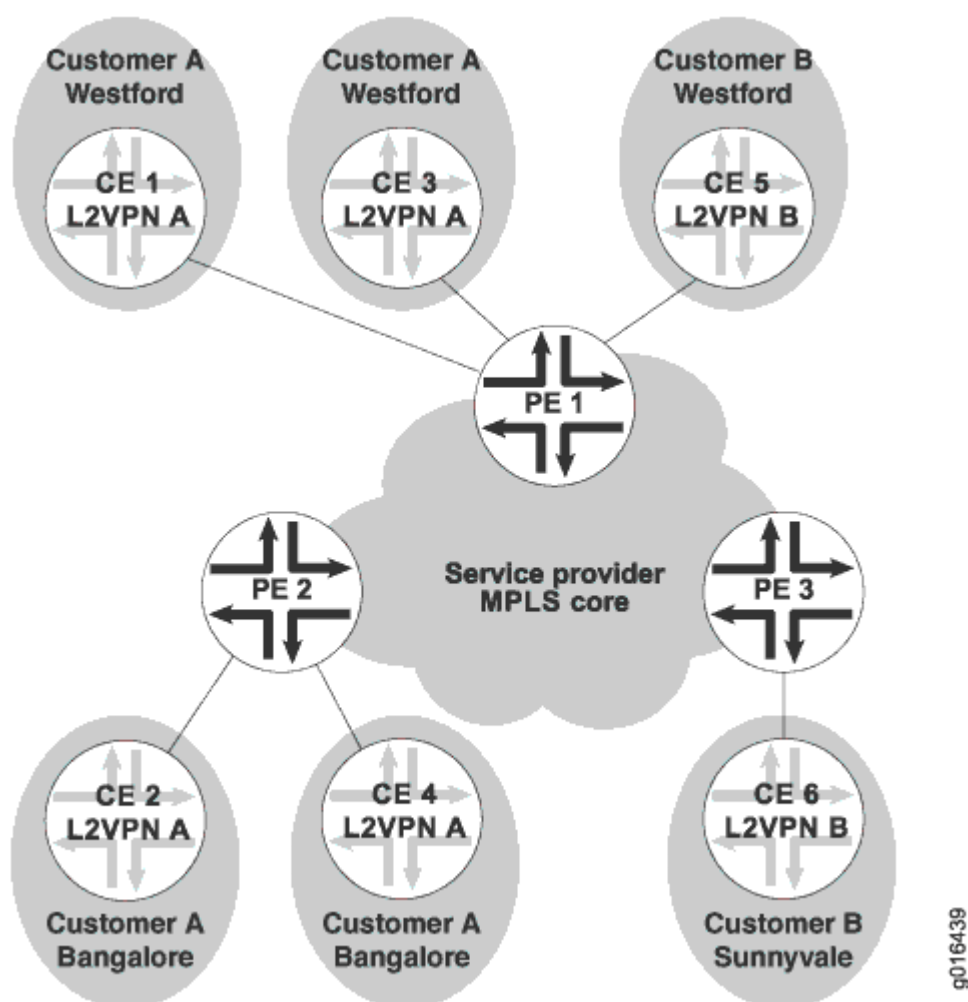 Customer A
Westford
CE 1
L2VPN A
Customer A
Westford
CE 3
L2VPN A
Customer B
Westford
CE 5
L2VPN B
PE 1
PE 2
Service provider
MPLS core
PE 3
CE 2
L2VPN A
Customer A
Bangalore
CE 4
L2VPN A
Customer A
Bangalore
CE 6
L2VPN B
Customer B
Sunnyvale
g016439